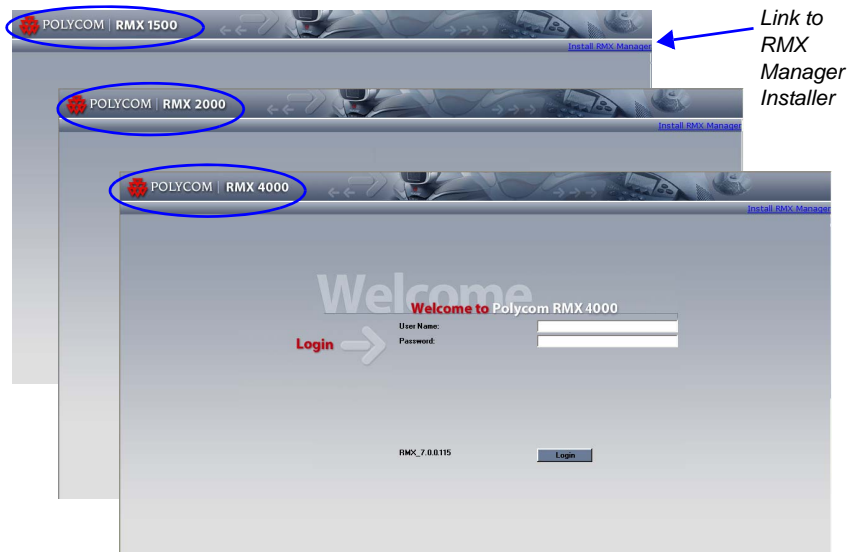 POLYCOM | RMX 1500
Install RMX Manager
Link to
RMX
Manager
Installer
POLYCOM | RMX 2000
Install RMX Manager
POLYCOM | RMX 4000
Install RMX Manager
Welcome
Welcome to Polycom RMX 4000
User Name:
Login
Password:
RMX_7.0.0.115
Login